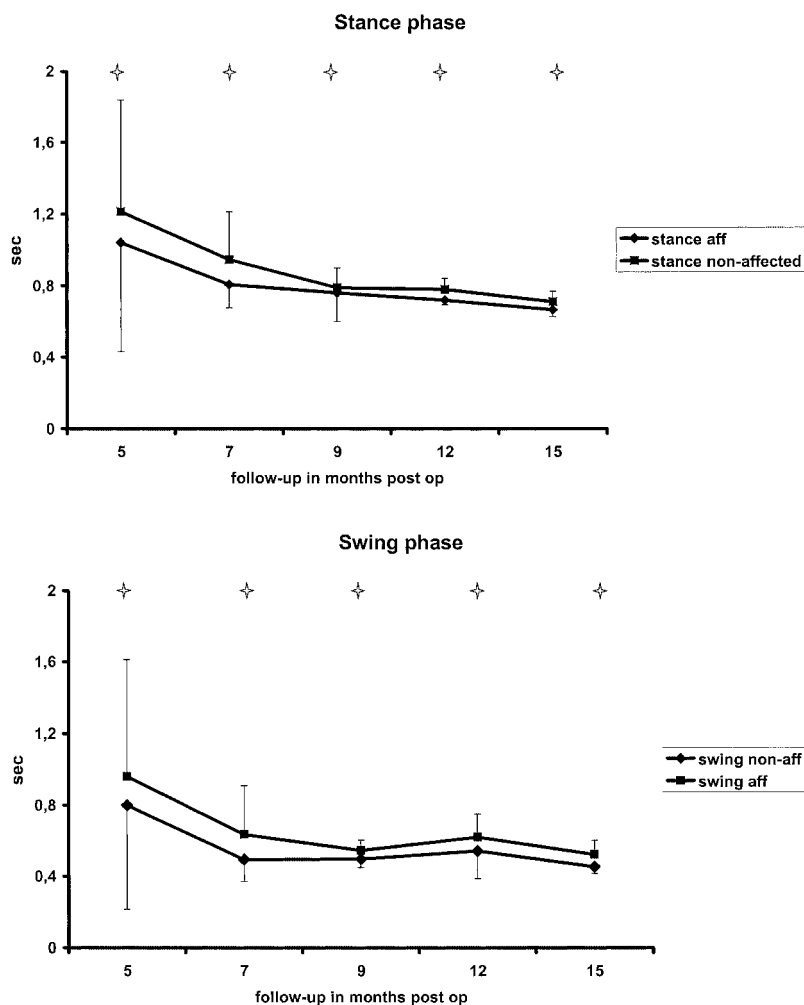 Stance phase
2
1,6
1,2
0,8
0,4
0
sec
5 7 9 12 15
follow-up in months post op
stance aff
stance non-affected
Swing phase
2
1,6
1,2
0,8
0,4
0
sec
5 7 9 12 15
follow-up in months post op
swing non-aff
swing aff